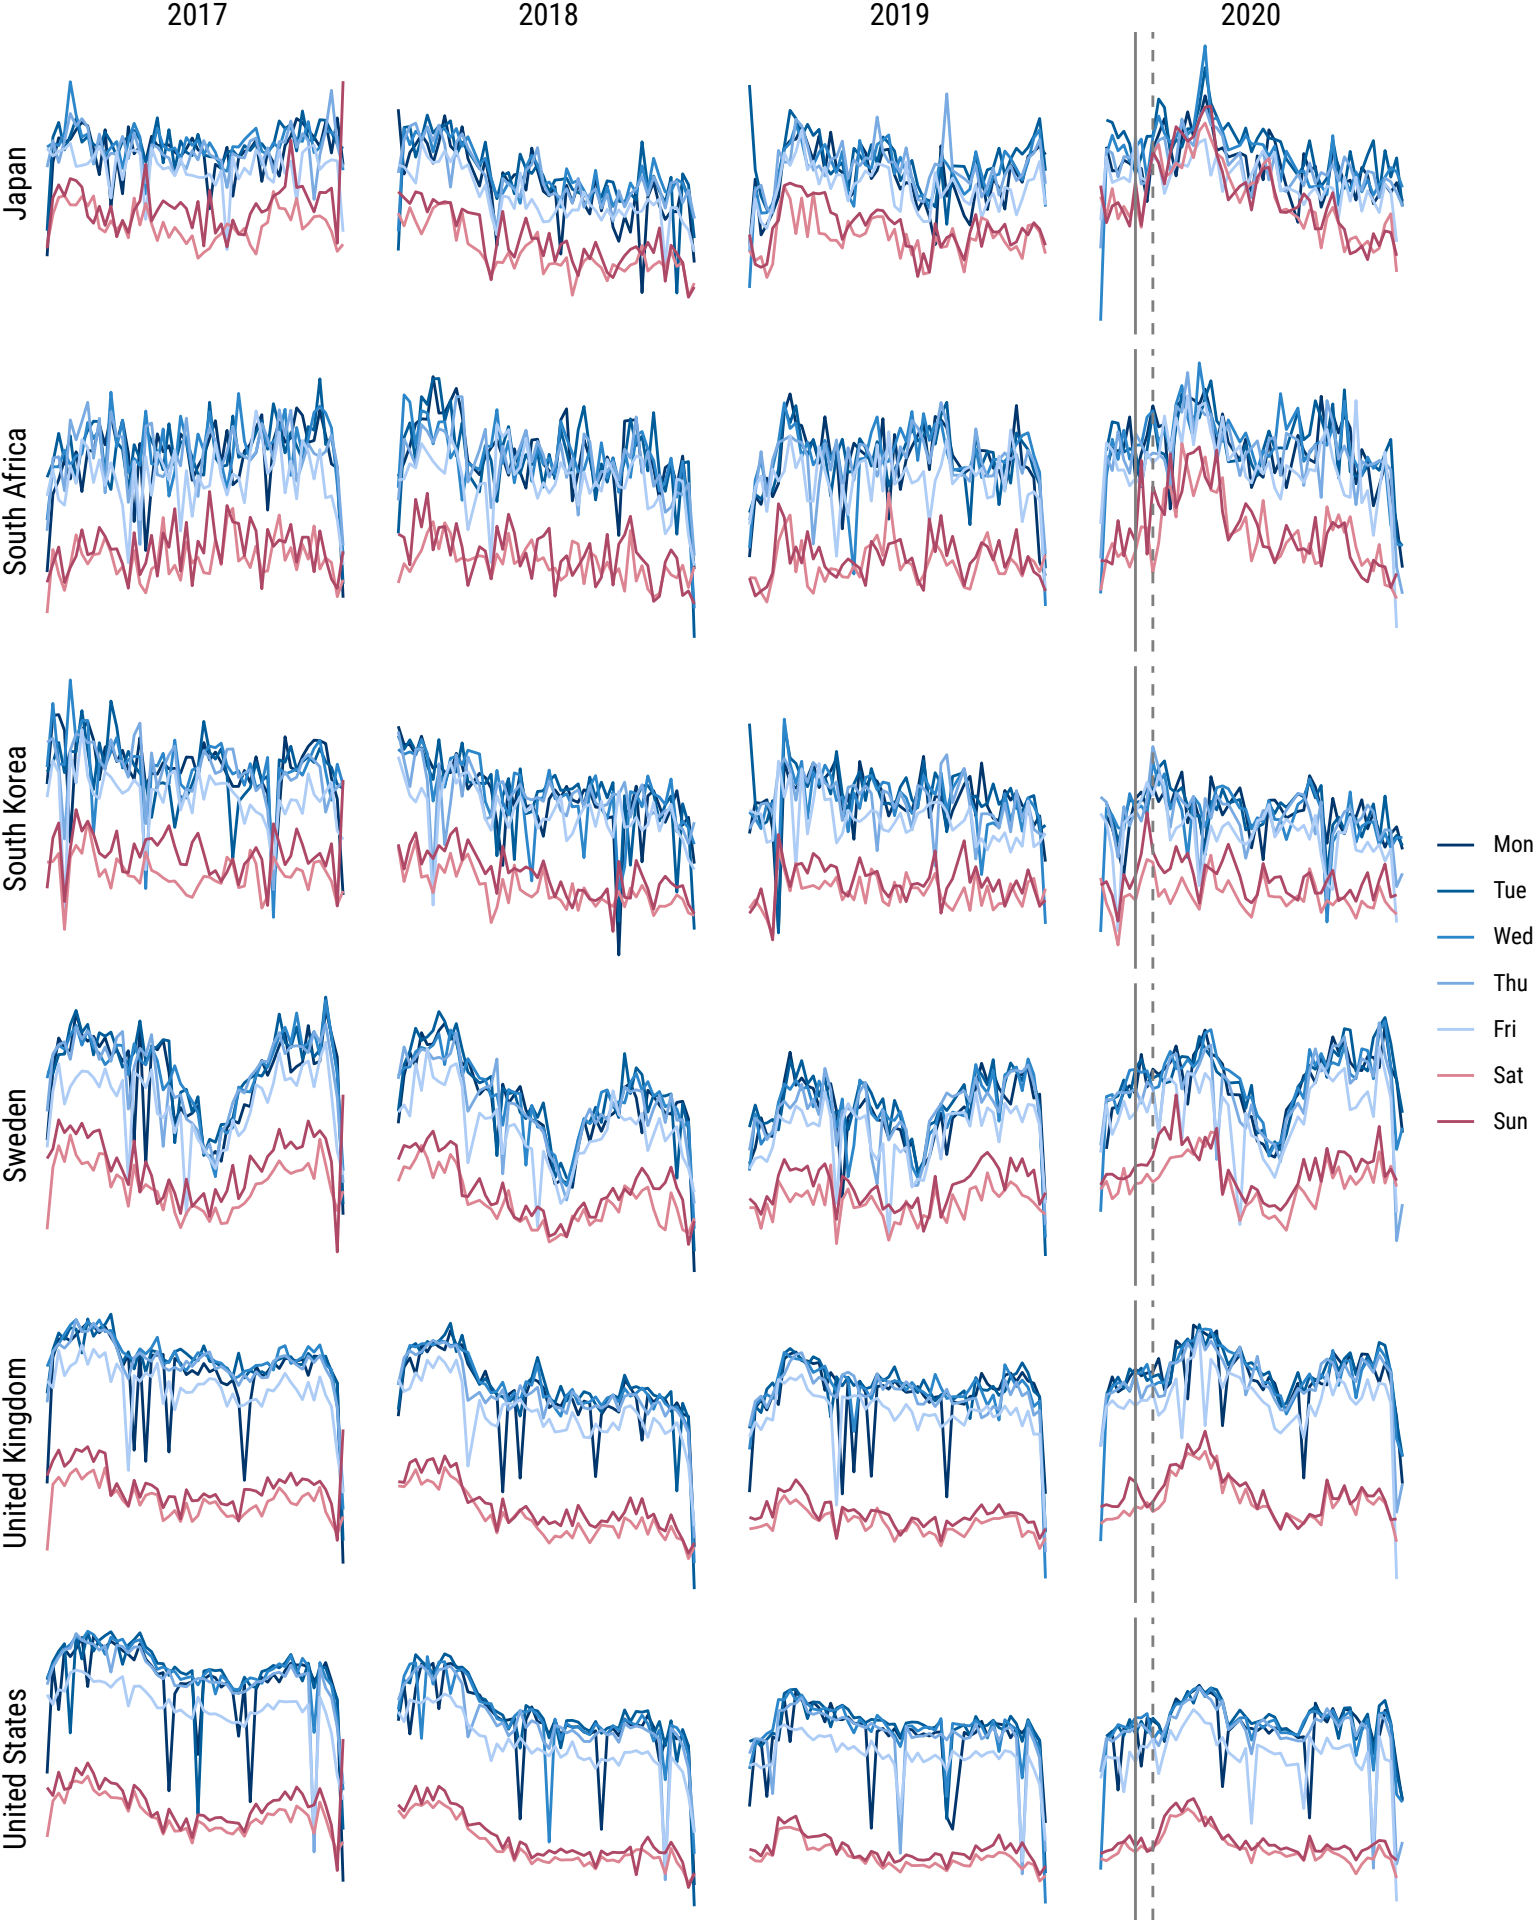 2017 2018 2019 2020
Japan
South Africa
South Korea
Sweden
United Kingdom
United States
Mon
Tue
Wed
Thu
Fri
Sat
Sun